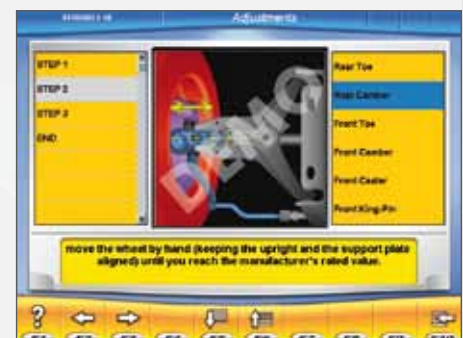 Adjustments
STEP 1
STEP 2
STEP 3
END
DEMO
Rear Toe
Rear Camber
Front Toe
Front Camber
Front Caster
Front King-Pin
move the wheel by hand (keeping the upright and the support plate
aligned) until you reach the manufacturer's rated value.
?